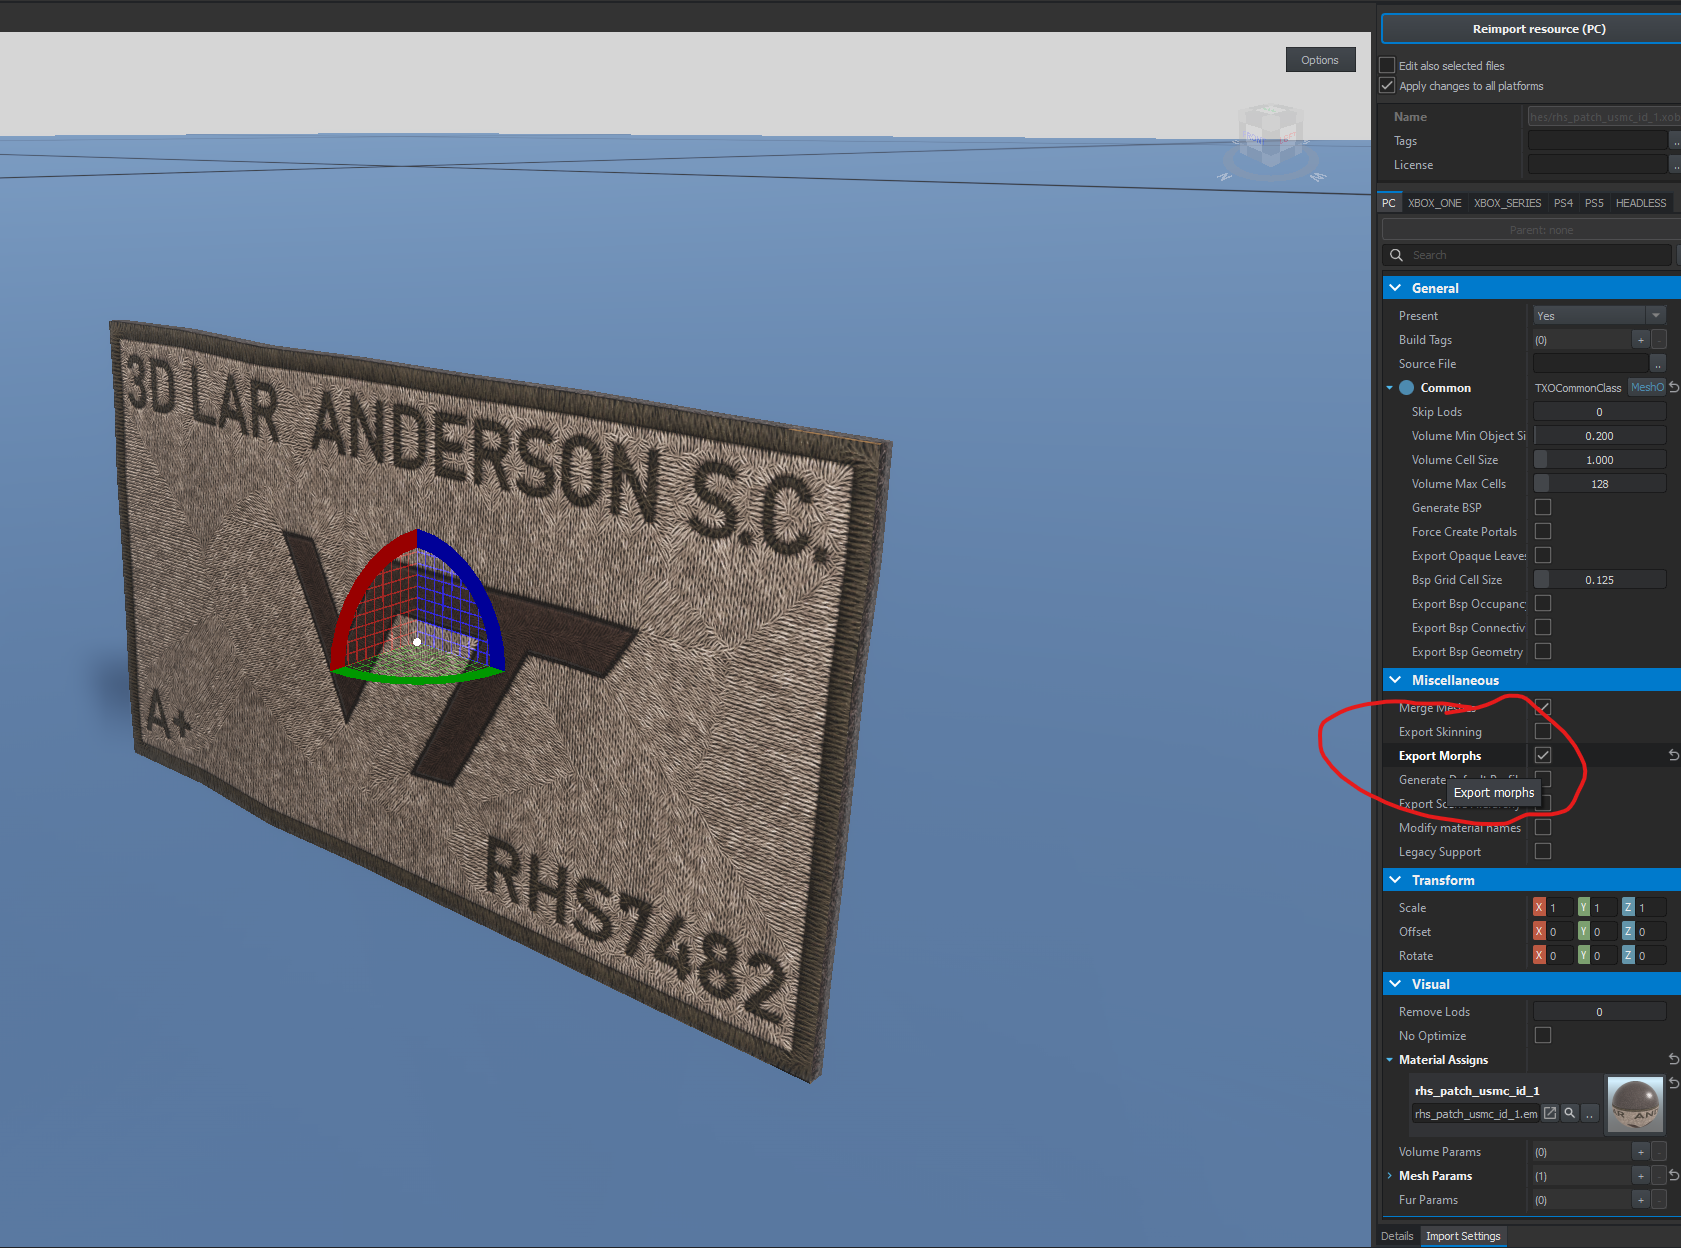 Reimport resource (PC)
Options
Edit also selected files
Apply changes to all platforms
Name hes/rhs_patch_usmc_id_1.xob
Tags ..
License ..
PC XBOX_ONE XBOX_SERIES PS4 PS5 HEADLESS
Parent: none
Search
General
Present Yes
Build Tags (0) + -
Source File ..
Common TXOCommonClass MeshO
Skip Lods 0
Volume Min Object Si 0.200
Volume Cell Size 1.000
Volume Max Cells 128
Generate BSP
Force Create Portals
Export Opaque Leaves
Bsp Grid Cell Size 0.125
Export Bsp Occupanc
Export Bsp Connectiv
Export Bsp Geometry
Miscellaneous
Merge Meshes
Export Skinning
Export Morphs
Generate Default Profile
Export morphs
Export Scene Hierarchy
Modify material names
Legacy Support
Transform
Scale X 1 Y 1 Z 1
Offset X 0 Y 0 Z 0
Rotate X 0 Y 0 Z 0
Visual
Remove Lods 0
No Optimize
Material Assigns
rhs_patch_usmc_id_1
rhs_patch_usmc_id_1.em ..
Volume Params (0) + -
Mesh Params (1) + -
Fur Params (0) + -
Details Import Settings
3D LAR ANDERSON S.C.
VT
A+
RHS7482